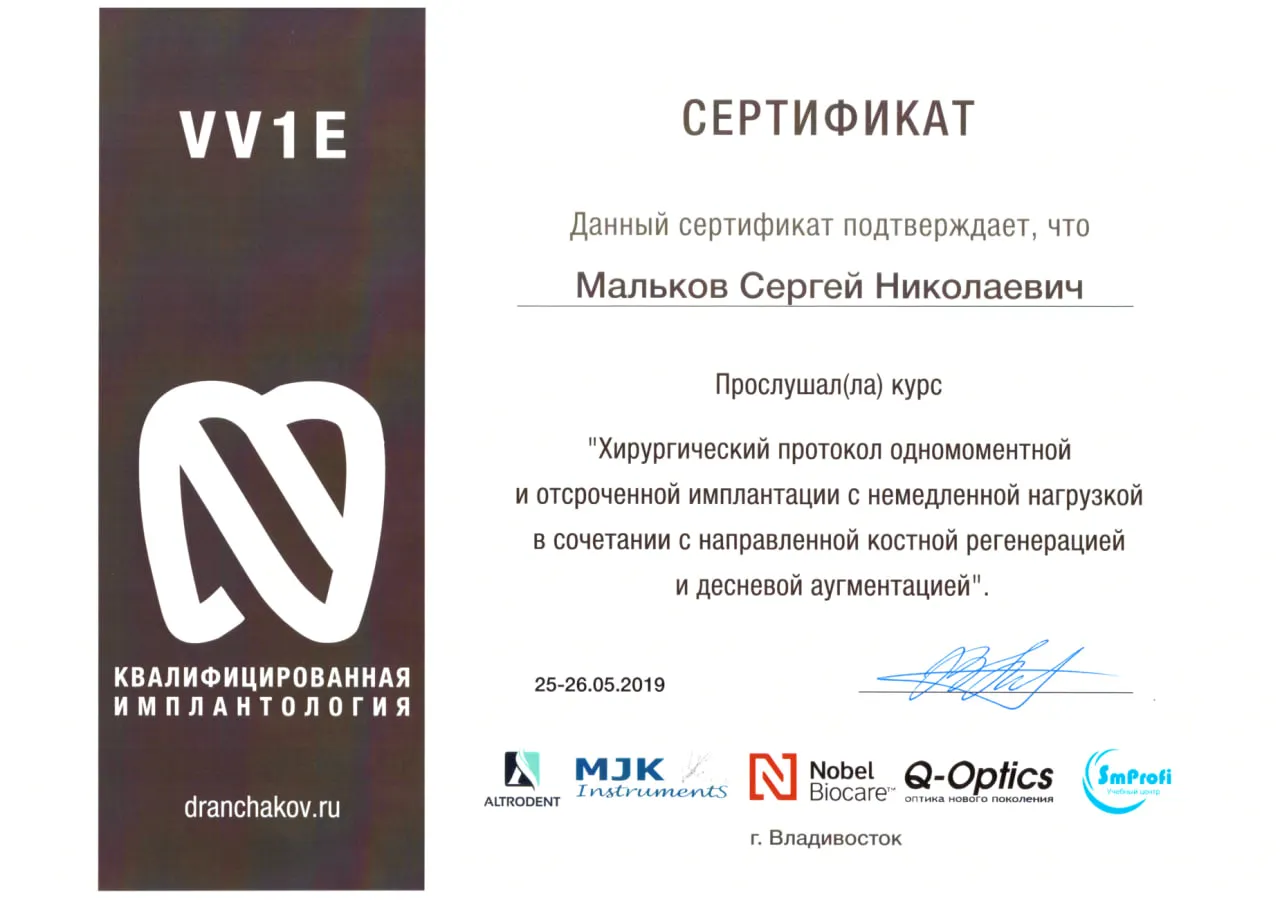 VV1E
КВАЛИФИЦИРОВАННАЯ
ИМПЛАНТОЛОГИЯ
dranchakov.ru
СЕРТИФИКАТ
Данный сертификат подтверждает, что
Мальков Сергей Николаевич
Прослушал(ла) курс
"Хирургический протокол одномоментной
и отсроченной имплантации с немедленной нагрузкой
в сочетании с направленной костной регенерацией
и десневой аугментацией".
25-26.05.2019
ALTRODENT
MJK
Instruments
Nobel
Biocare™
Q-Optics
оптика нового поколения
SmProfi
Учебный центр
г. Владивосток